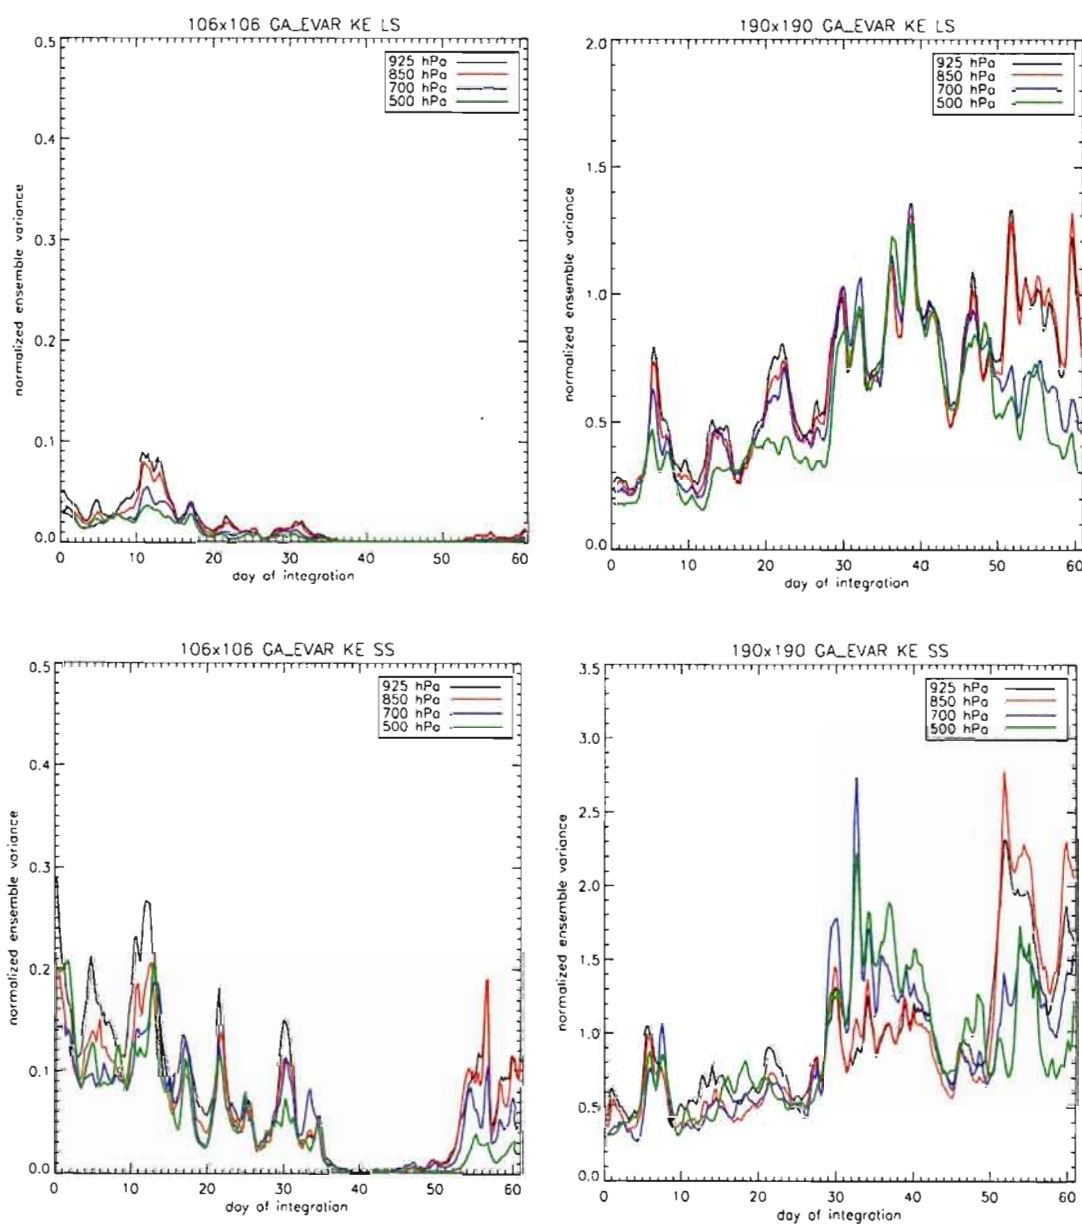 106x106 GA_EVAR KE LS
0.5
0.4
0.3
0.2
0.1
0.0
normalized ensemble variance
925 hPa
850 hPa
700 hPa
500 hPa
0 10 20 30 40 50 60
day of integration
190x190 GA_EVAR KE LS
2.0
1.5
1.0
0.5
0.0
normalized ensemble variance
925 hPa
850 hPa
700 hPa
500 hPa
0 10 20 30 40 50 60
day of integration
106x106 GA_EVAR KE SS
0.5
0.4
0.3
0.2
0.1
0.0
normalized ensemble variance
925 hPa
850 hPa
700 hPa
500 hPa
0 10 20 30 40 50 60
day of integration
190x190 GA_EVAR KE SS
3.5
3.0
2.5
2.0
1.5
1.0
0.5
0.0
normalized ensemble variance
925 hPa
850 hPa
700 hPa
500 hPa
0 10 20 30 40 50 60
day of integration